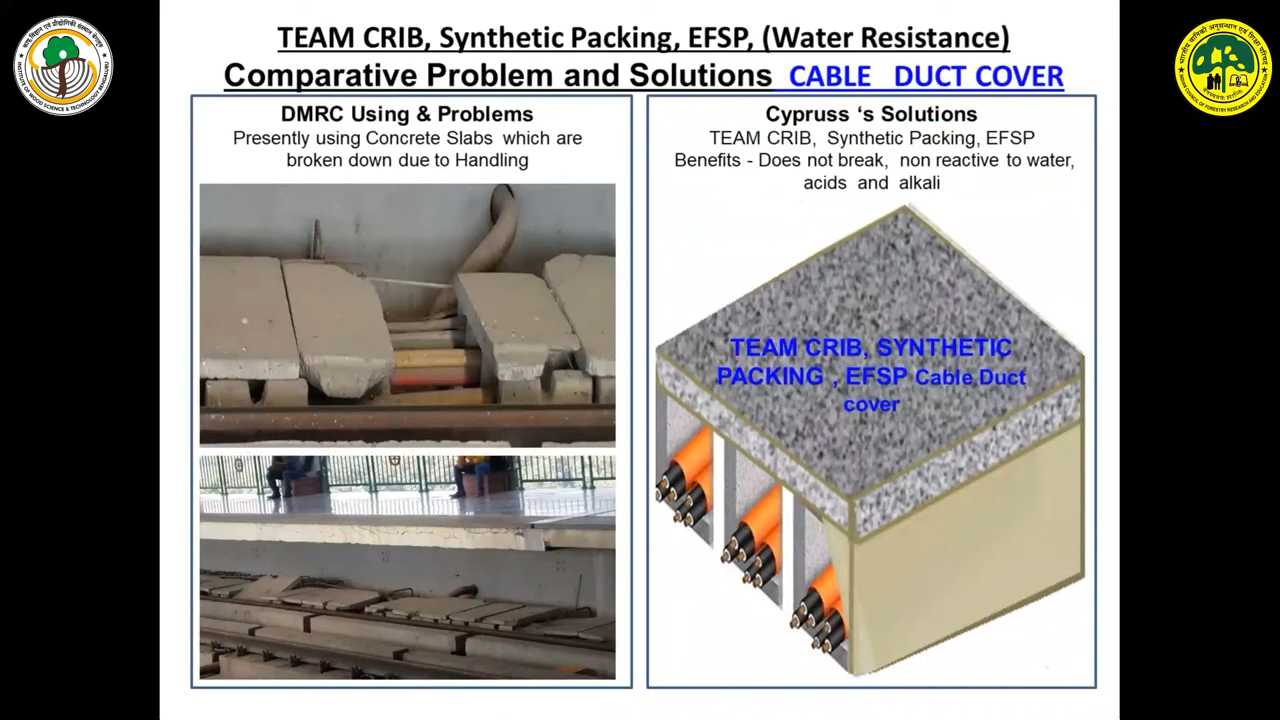 TEAM CRIB, Synthetic Packing, EFSP, (Water Resistance)
Comparative Problem and Solutions CABLE DUCT COVER
DMRC Using & Problems
Presently using Concrete Slabs which are
broken down due to Handling
Cypruss ‘s Solutions
TEAM CRIB, Synthetic Packing, EFSP
Benefits - Does not break, non reactive to water,
acids and alkali
TEAM CRIB, SYNTHETIC
PACKING , EFSP Cable Duct
cover